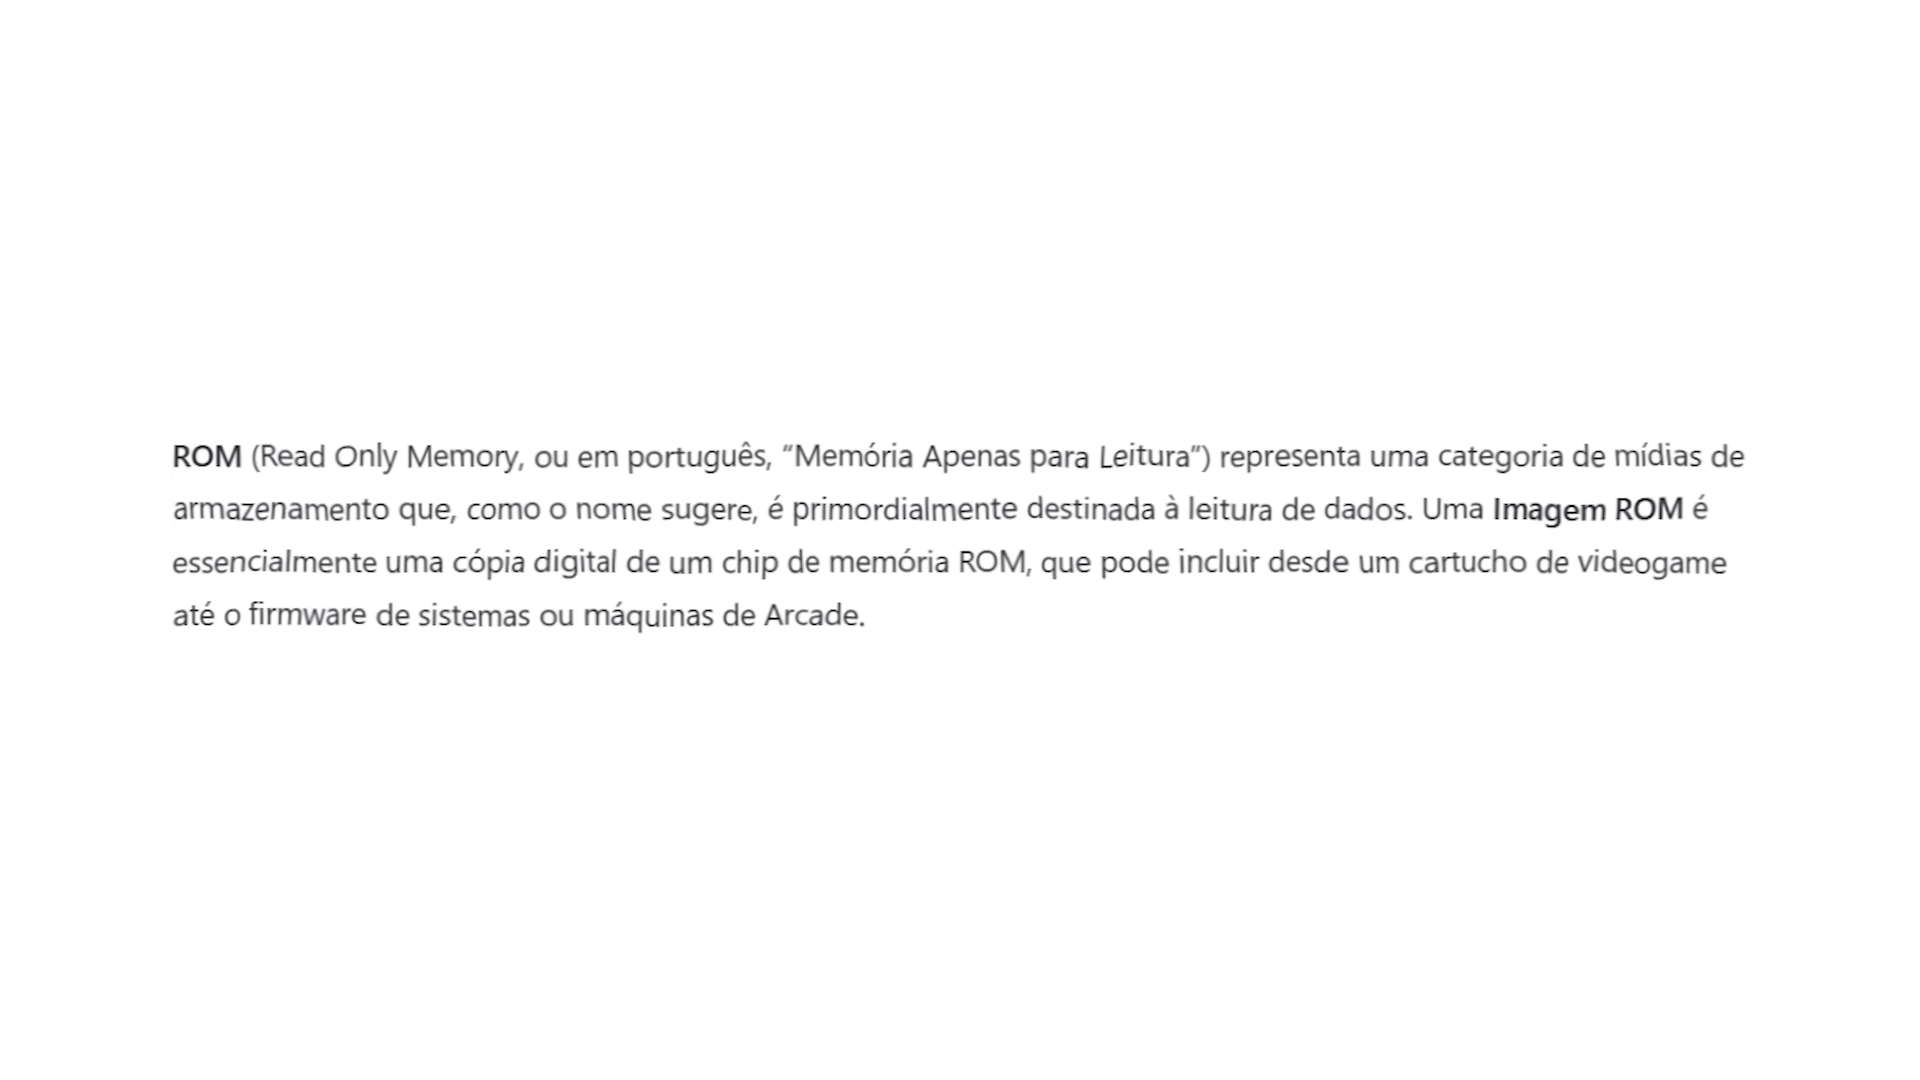 ROM (Read Only Memory, ou em português, “Memória Apenas para Leitura”) representa uma categoria de mídias de
armazenamento que, como o nome sugere, é primordialmente destinada à leitura de dados. Uma Imagem ROM é
essencialmente uma cópia digital de um chip de memória ROM, que pode incluir desde um cartucho de videogame
até o firmware de sistemas ou máquinas de Arcade.